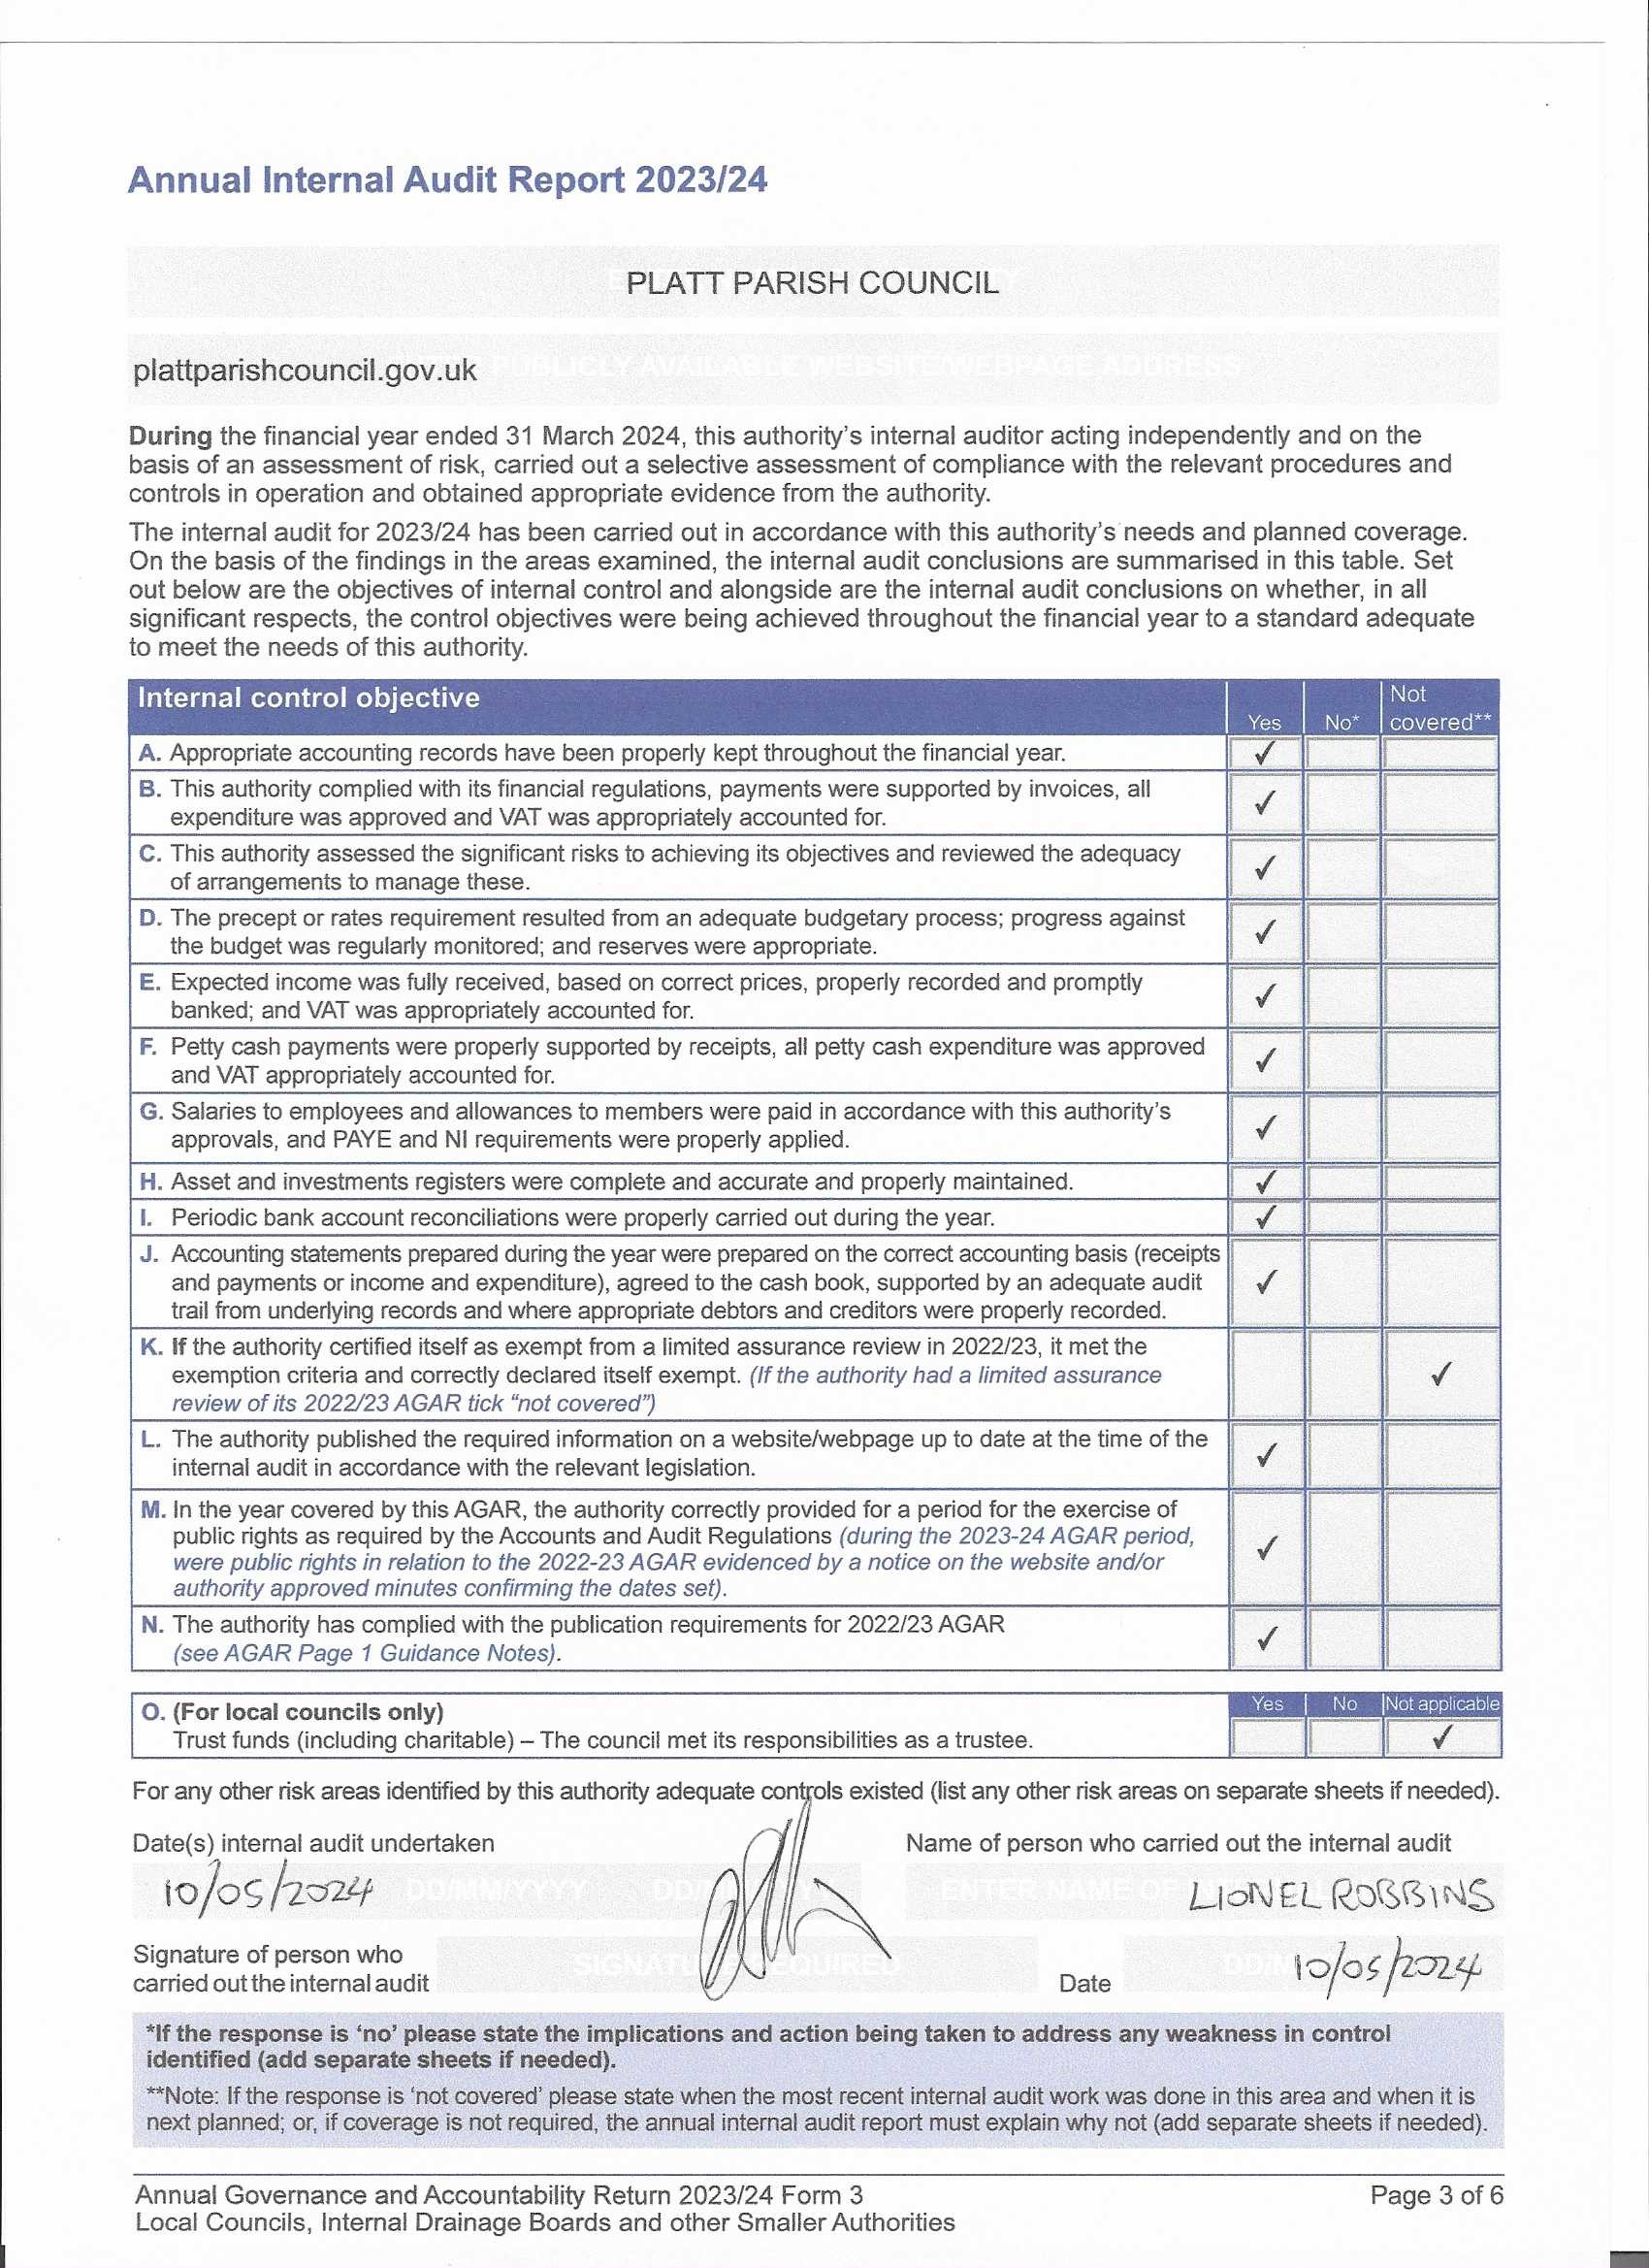 Annual Internal Audit Report 2023/24
PLATT PARISH COUNCIL
plattparishcouncil.gov.uk
PUBLICLY AVAILABLE WEBSITE/WEBPAGE ADDRESS
During the financial year ended 31 March 2024, this authority's internal auditor acting independently and on the
basis of an assessment of risk, carried out a selective assessment of compliance with the relevant procedures and
controls in operation and obtained appropriate evidence from the authority.
The internal audit for 2023/24 has been carried out in accordance with this authority's needs and planned coverage.
On the basis of the findings in the areas examined, the internal audit conclusions are summarised in this table. Set
out below are the objectives of internal control and alongside are the internal audit conclusions on whether, in all
significant respects, the control objectives were being achieved throughout the financial year to a standard adequate
to meet the needs of this authority.
Internal control objective Yes No* Not covered**
A. Appropriate accounting records have been properly kept throughout the financial year. ✓
B. This authority complied with its financial regulations, payments were supported by invoices, all
expenditure was approved and VAT was appropriately accounted for. ✓
C. This authority assessed the significant risks to achieving its objectives and reviewed the adequacy
of arrangements to manage these. ✓
D. The precept or rates requirement resulted from an adequate budgetary process; progress against
the budget was regularly monitored; and reserves were appropriate. ✓
E. Expected income was fully received, based on correct prices, properly recorded and promptly
banked; and VAT was appropriately accounted for. ✓
F. Petty cash payments were properly supported by receipts, all petty cash expenditure was approved
and VAT appropriately accounted for. ✓
G. Salaries to employees and allowances to members were paid in accordance with this authority's
approvals, and PAYE and NI requirements were properly applied. ✓
H. Asset and investments registers were complete and accurate and properly maintained. ✓
I. Periodic bank account reconciliations were properly carried out during the year. ✓
J. Accounting statements prepared during the year were prepared on the correct accounting basis (receipts
and payments or income and expenditure), agreed to the cash book, supported by an adequate audit
trail from underlying records and where appropriate debtors and creditors were properly recorded. ✓
K. If the authority certified itself as exempt from a limited assurance review in 2022/23, it met the
exemption criteria and correctly declared itself exempt. (If the authority had a limited assurance
review of its 2022/23 AGAR tick "not covered") ✓
L. The authority published the required information on a website/webpage up to date at the time of the
internal audit in accordance with the relevant legislation. ✓
M. In the year covered by this AGAR, the authority correctly provided for a period for the exercise of
public rights as required by the Accounts and Audit Regulations (during the 2023-24 AGAR period,
were public rights in relation to the 2022-23 AGAR evidenced by a notice on the website and/or
authority approved minutes confirming the dates set). ✓
N. The authority has complied with the publication requirements for 2022/23 AGAR
(see AGAR Page 1 Guidance Notes). ✓
O. (For local councils only) Yes No Not applicable
Trust funds (including charitable) – The council met its responsibilities as a trustee. ✓
For any other risk areas identified by this authority adequate controls existed (list any other risk areas on separate sheets if needed).
Date(s) internal audit undertaken
Name of person who carried out the internal audit
10/05/2024 DD/MM/YYYY
LIONEL ROBBINS
Signature of person who
carried out the internal audit
SIGNATURE REQUIRED
Date
10/05/2024
*If the response is 'no' please state the implications and action being taken to address any weakness in control
identified (add separate sheets if needed).
**Note: If the response is 'not covered' please state when the most recent internal audit work was done in this area and when it is
next planned; or, if coverage is not required, the annual internal audit report must explain why not (add separate sheets if needed).
Annual Governance and Accountability Return 2023/24 Form 3
Page 3 of 6
Local Councils, Internal Drainage Boards and other Smaller Authorities